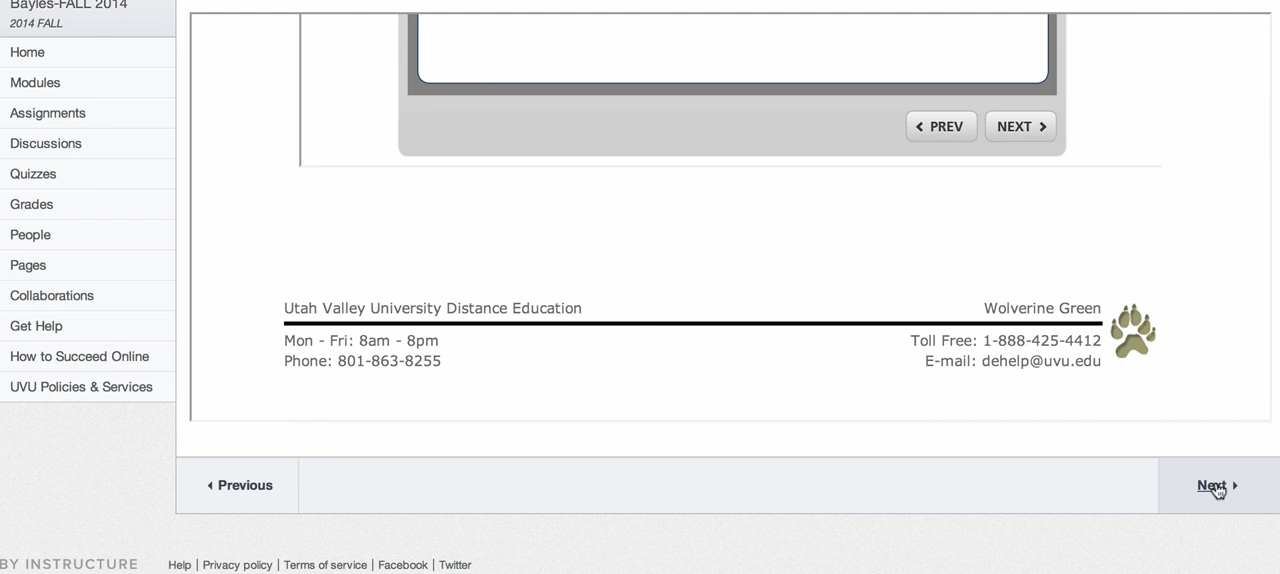 Bayles-FALL 2014
2014 FALL
Home
Modules
Assignments
Discussions
Quizzes
Grades
People
Pages
Collaborations
Get Help
How to Succeed Online
UVU Policies & Services
PREV NEXT
Utah Valley University Distance Education Wolverine Green
Mon - Fri: 8am - 8pm Toll Free: 1-888-425-4412
Phone: 801-863-8255 E-mail: dehelp@uvu.edu
Previous Next
BY INSTRUCTURE Help | Privacy policy | Terms of service | Facebook | Twitter